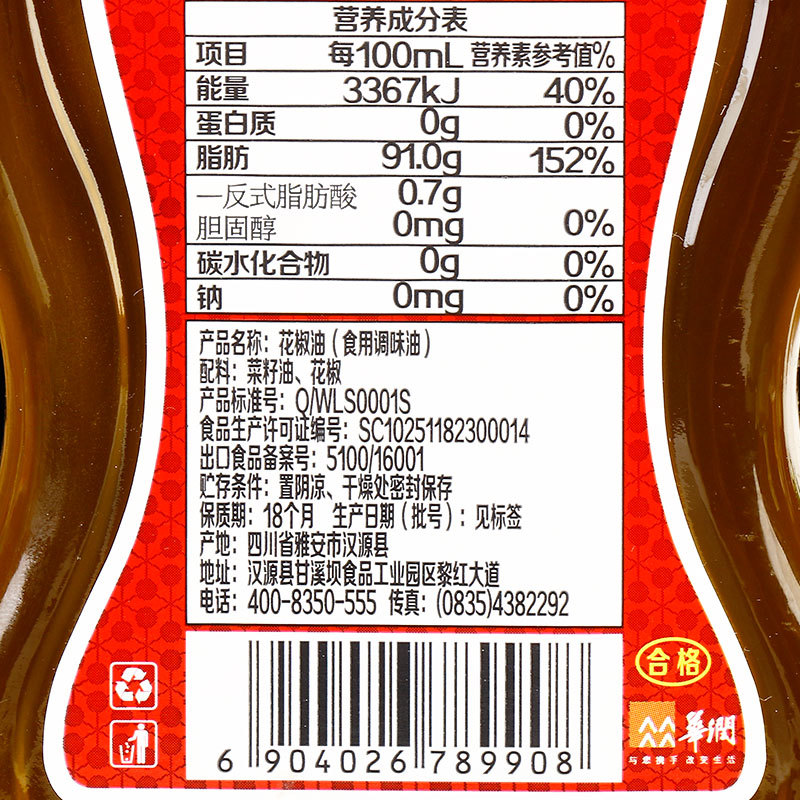 营养成分表
项目 每100mL 营养素参考值%
能量 3367kJ 40%
蛋白质 0g 0%
脂肪 91.0g 152%
—反式脂肪酸 0.7g
胆固醇 0mg 0%
碳水化合物 0g 0%
钠 0mg 0%
产品名称：花椒油（食用调味油）
配料：菜籽油、花椒
产品标准号：Q/WLS0001S
食品生产许可证编号：SC10251182300014
出口食品备案号：5100/16001
贮存条件：置阴凉、干燥处密封保存
保质期：18个月 生产日期（批号）：见标签
产地：四川省雅安市汉源县
地址：汉源县甘溪坝食品工业园区黎红大道
电话：400-8350-555 传真：(0835)4382292
合格
華潤
与您携手 改变生活
6 904026 789908